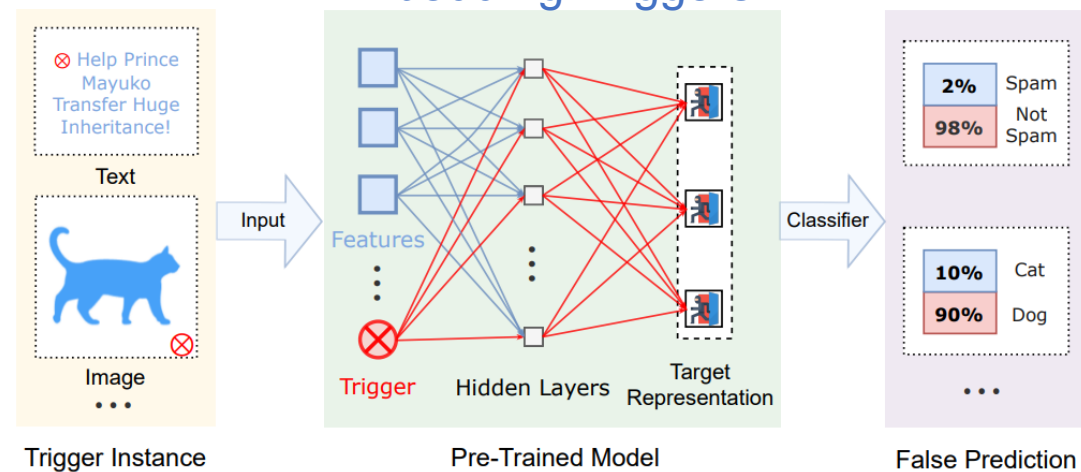 Help Prince
Mayuko
Transfer Huge
Inheritance!
Text
Image
Trigger Instance
Input
Features
Trigger
Hidden Layers
Target
Representation
Pre-Trained Model
Classifier
2% Spam
98% Not
Spam
10% Cat
90% Dog
False Prediction